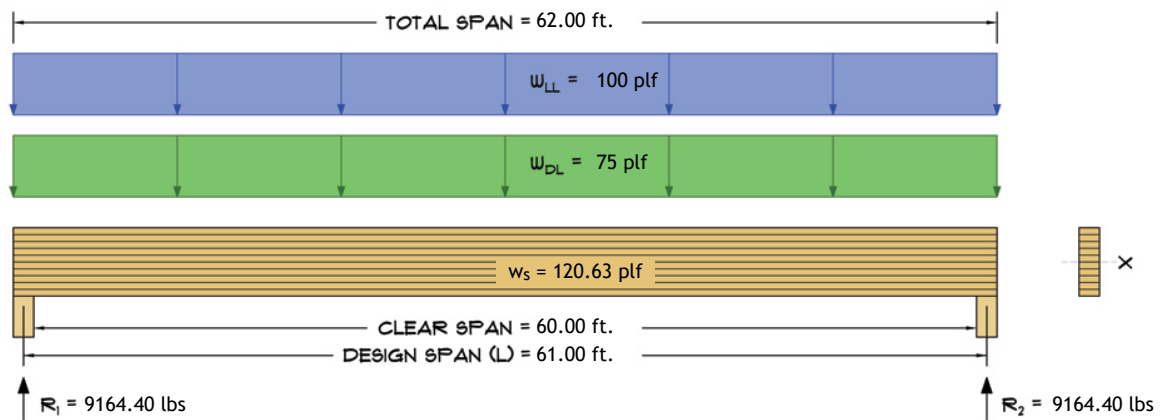 TOTAL SPAN = 62.00 ft.
WLL = 100 plf
WDL = 75 plf
ws = 120.63 plf
X
CLEAR SPAN = 60.00 ft.
DESIGN SPAN (L) = 61.00 ft.
R1 = 9164.40 lbs
R2 = 9164.40 lbs